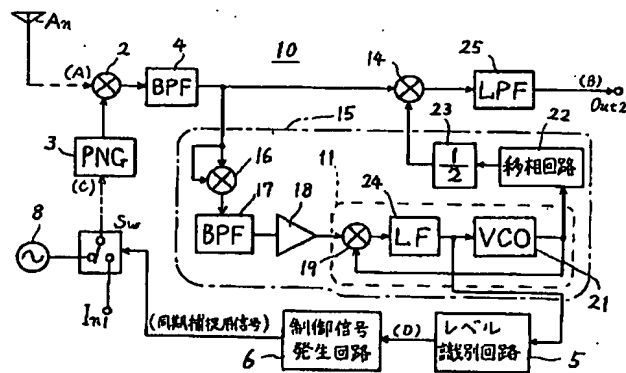 An
2
4
10
14
25
(A)
BPF
LPF
(B)
Out2
3
PNG
(C)
15
16
23
1/2
22
移相回路
11
17
18
24
BPF
LF
VCO
19
21
8
Sw
In1
(同期捕捉用信号)
制御信号
発生回路
6
(D)
レベル
識別回路
5